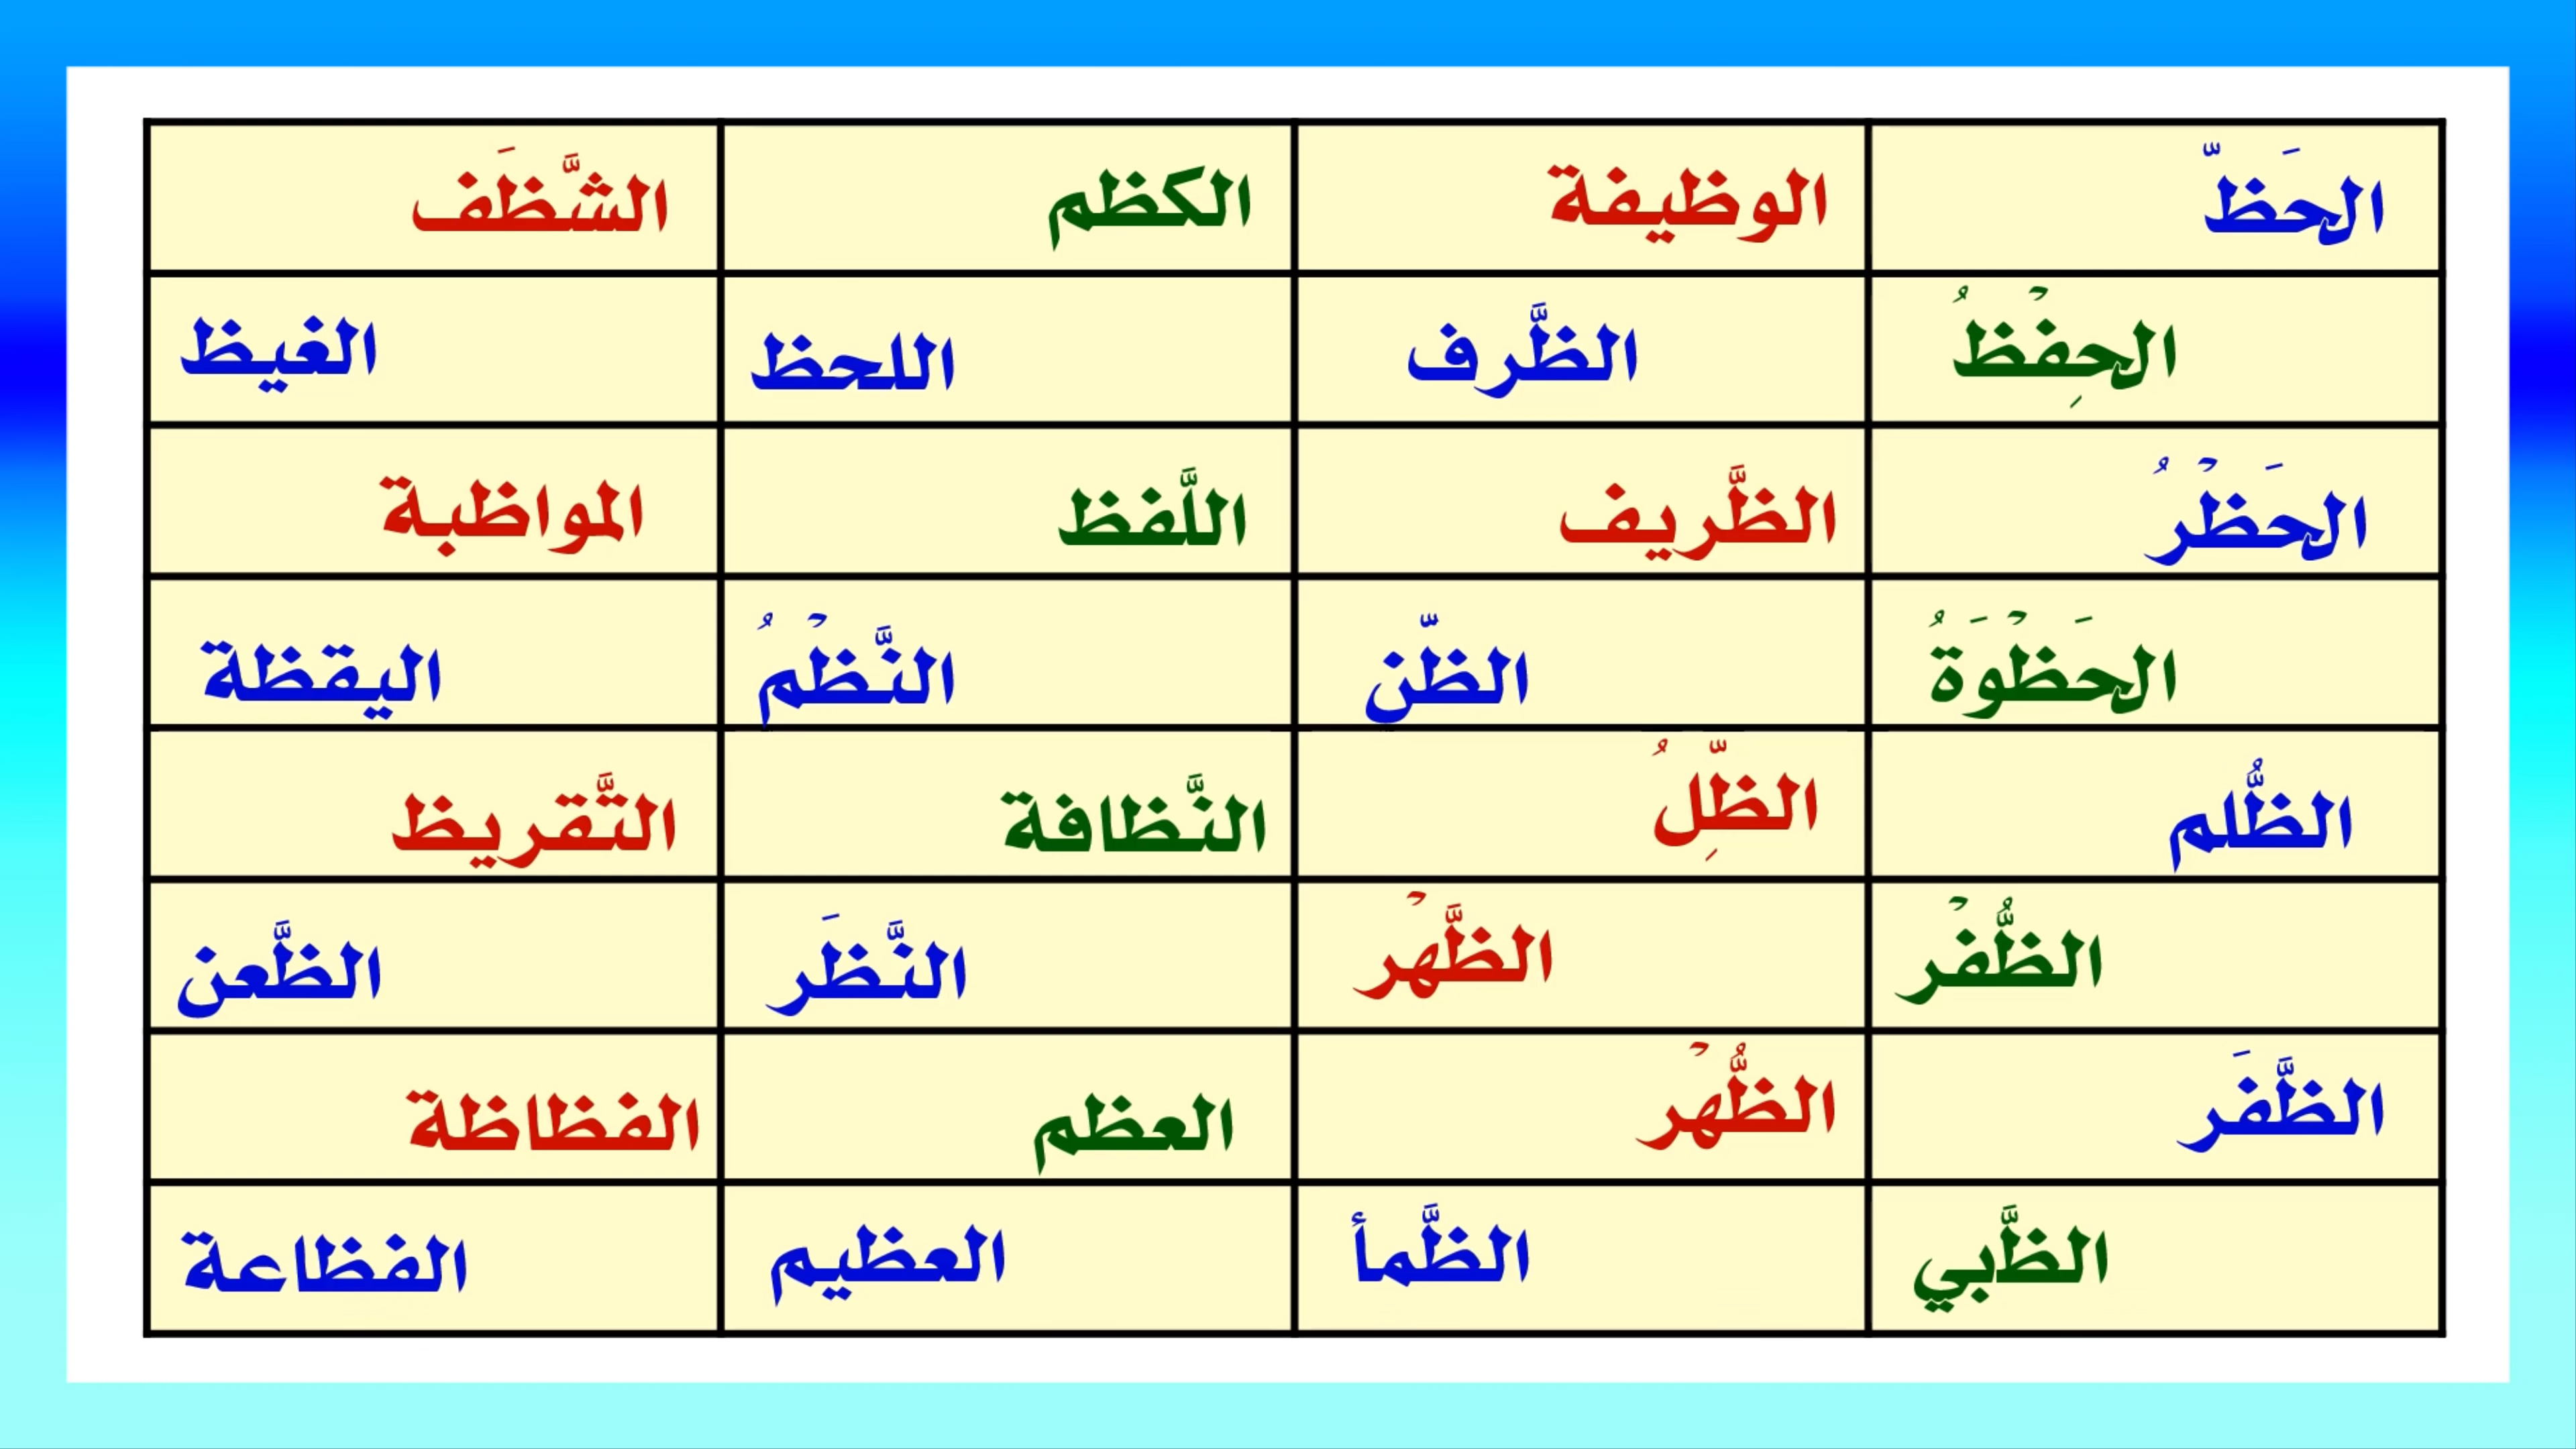 الحَظّ الوظيفة الكظم الشَّظَف
الحِفْظُ الظَّرف اللحظ الغيظ
الحَظْرُ الظَّريف اللَّفظ المواظبة
الحَظْوَةُ الظّن النَّظْمُ اليقظة
الظُّلم الظِّلُ النَّظافة التَّقريظ
الظُّفْر الظَّهْر النَّظَر الظَّعن
الظَّفَر الظُّهْر العظم الفظاظة
الظَّبي الظَّمأ العظيم الفظاعة